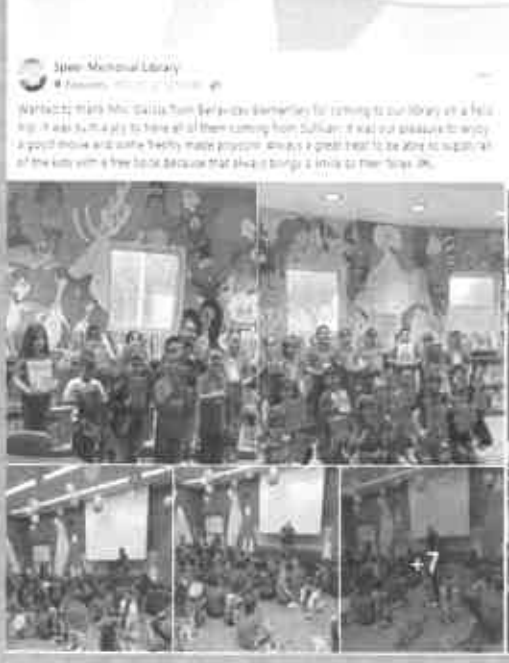 Speer Memorial Library
Wanted to thank Mrs. Garza from Elementary for coming to our library on a field
trip. It was such a joy to have all of them coming from Sullivan. It was our pleasure to enjoy
a good movie and some freshly made popcorn. Always a great treat to be able to supply all
of the kids with a free book because that always brings a smile to their faces
+7